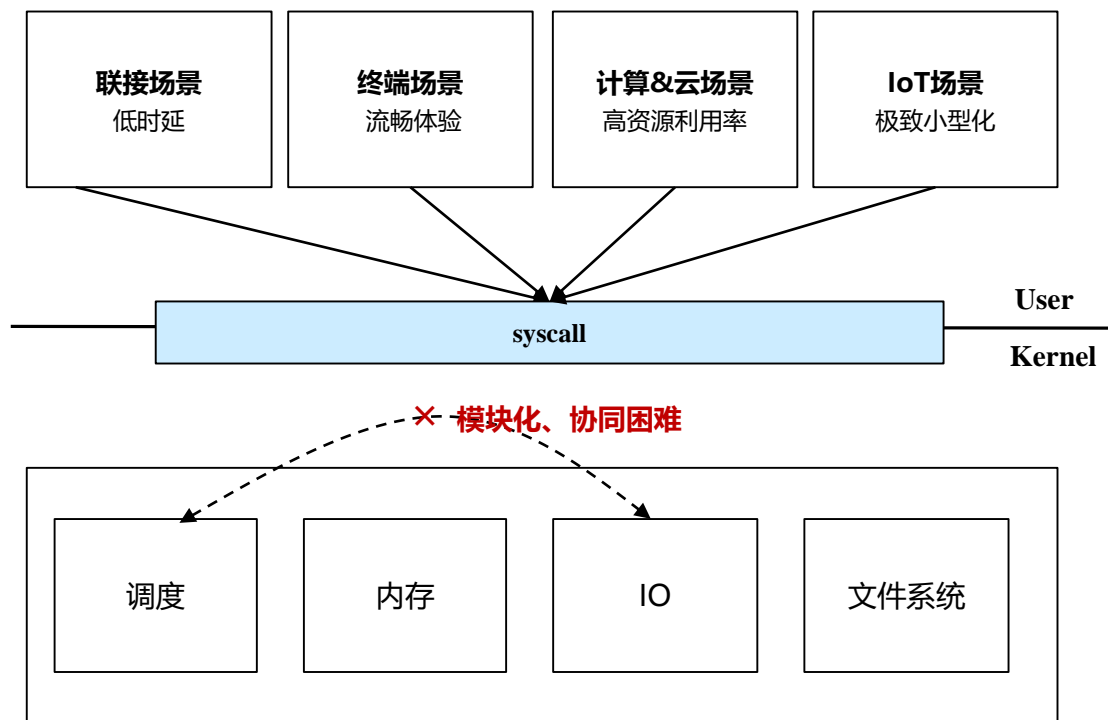 联接场景
低时延
终端场景
流畅体验
计算&云场景
高资源利用率
IoT场景
极致小型化
User
syscall
Kernel
模块化、协同困难
调度
内存
IO
文件系统